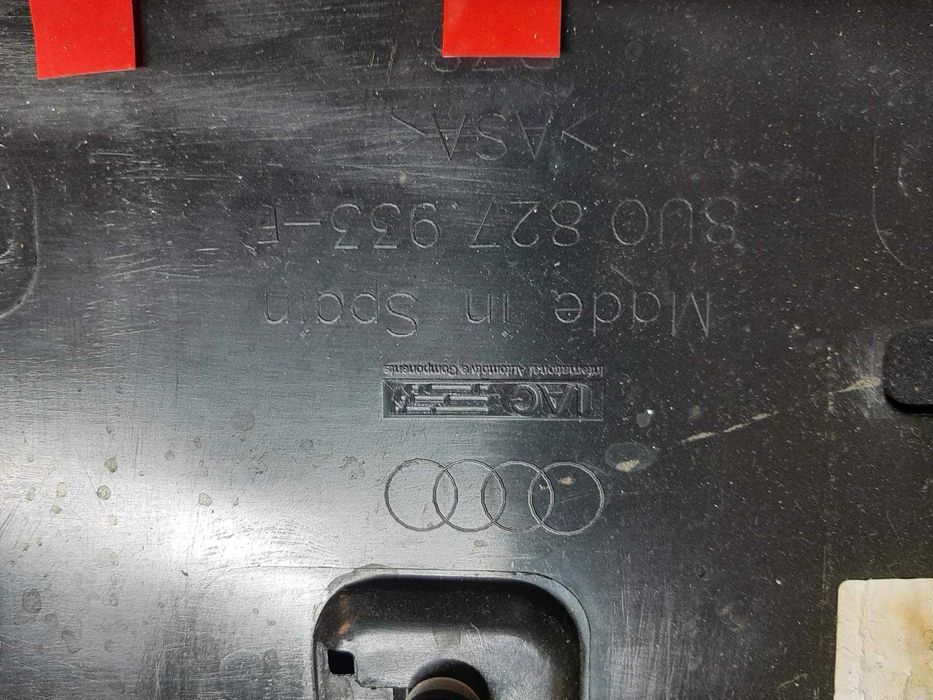 IAC
International Automotive Components
Made in Spain
8U0 827 933-E
>ASA<